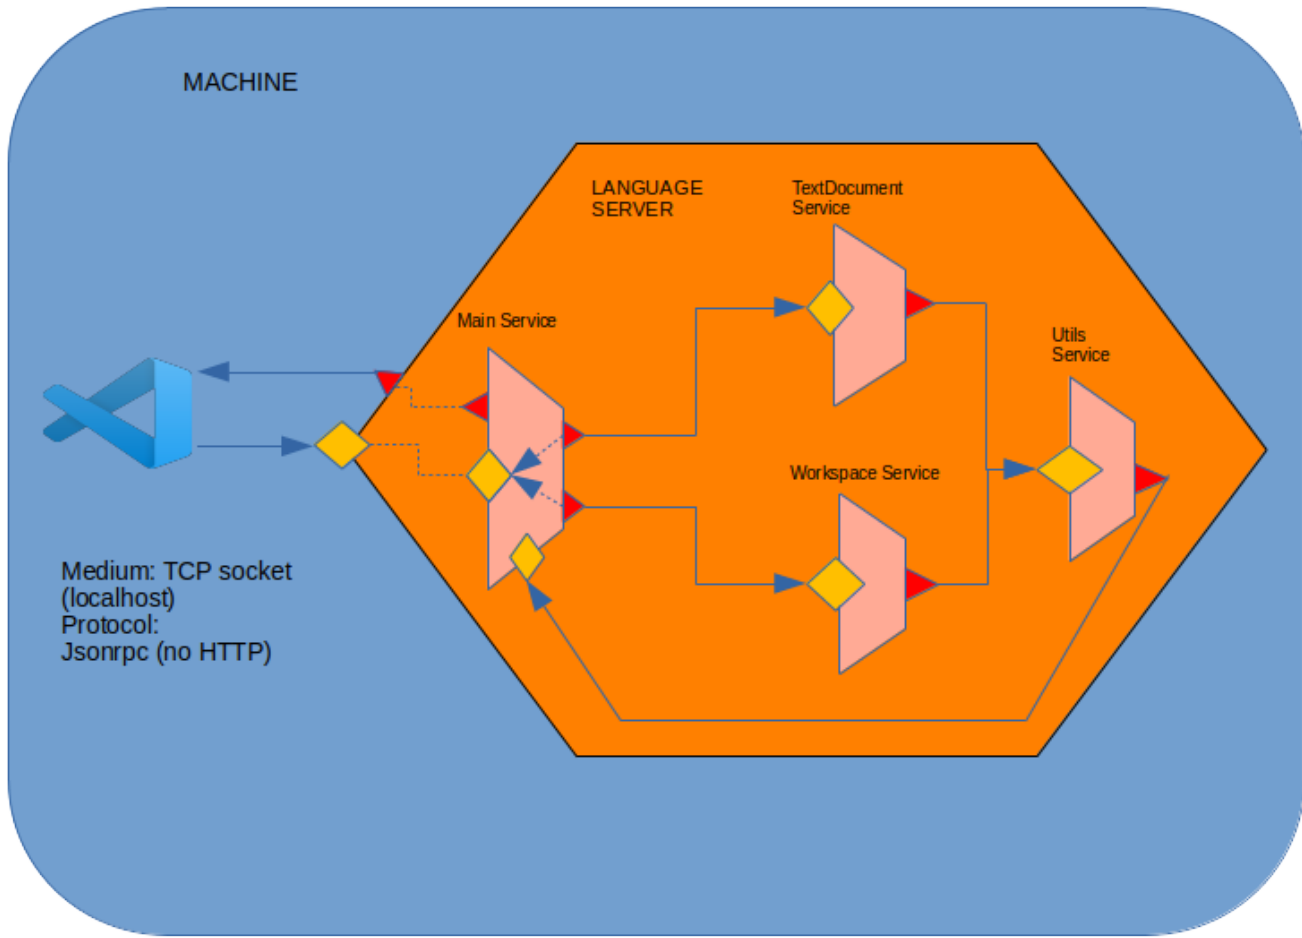 MACHINE
LANGUAGE
SERVER
TextDocument
Service
Main Service
Utils
Service
Workspace Service
Medium: TCP socket
(localhost)
Protocol:
Jsonrpc (no HTTP)